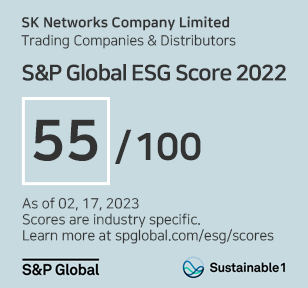 SK Networks Company Limited
Trading Companies & Distributors
S&P Global ESG Score 2022
55 /100
As of 02, 17, 2023
Scores are industry specific.
Learn more at spglobal.com/esg/scores
S&P Global
Sustainable1